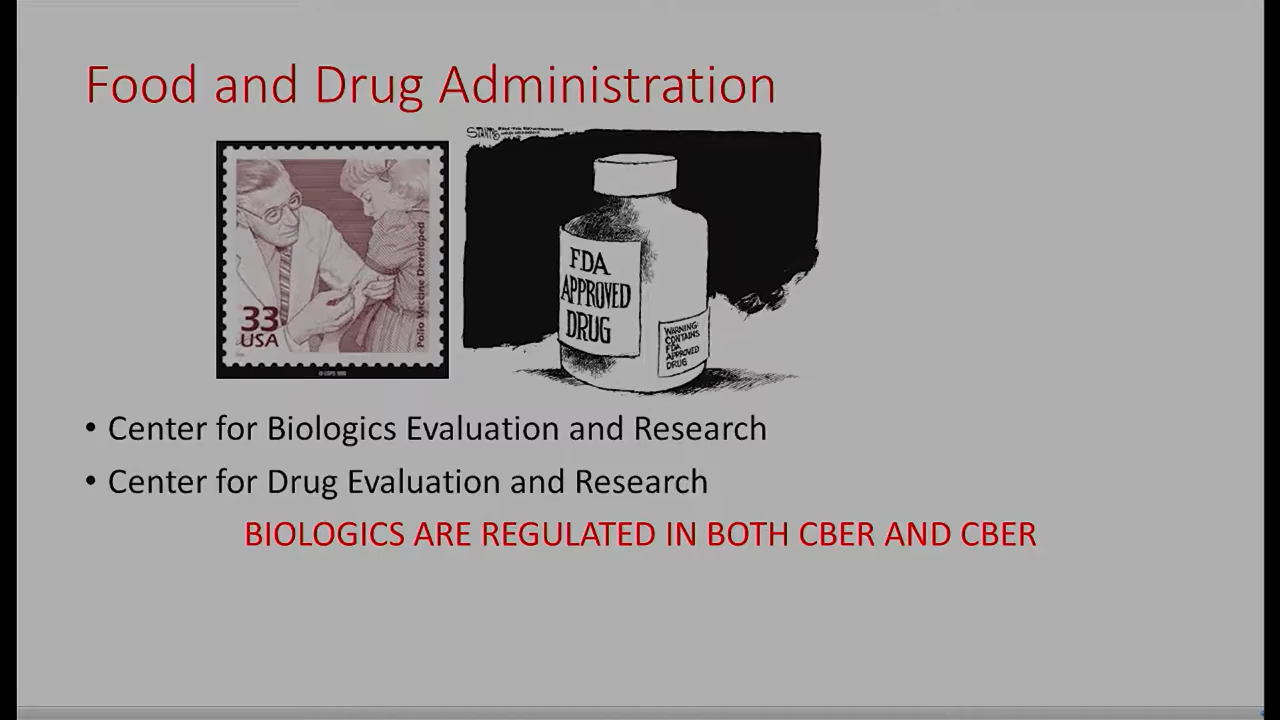 Food and Drug Administration
33
USA
Polio Vaccine Developed
FDA
APPROVED
DRUG
WARNING:
CONTAINS
FDA
APPROVED
DRUG
• Center for Biologics Evaluation and Research
• Center for Drug Evaluation and Research
BIOLOGICS ARE REGULATED IN BOTH CBER AND CBER